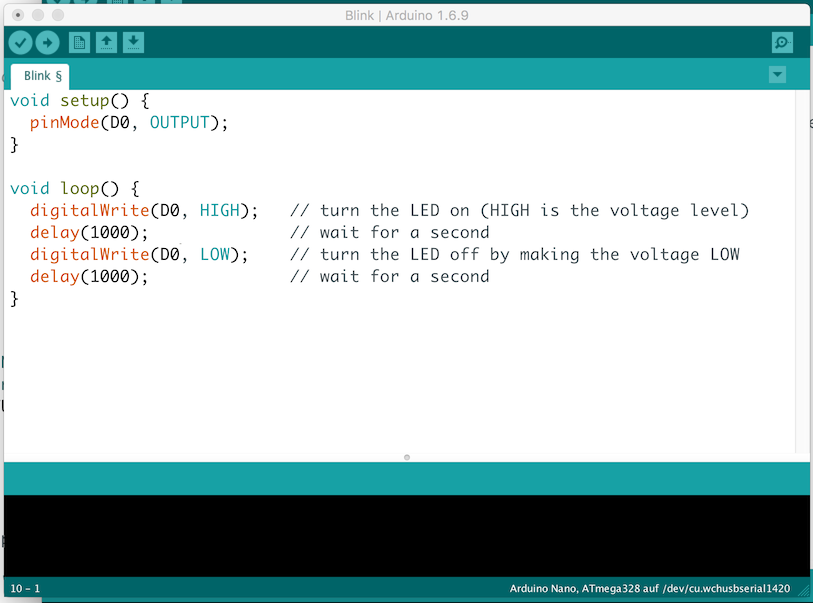 Blink | Arduino 1.6.9
Blink §
void setup() {
  pinMode(D0, OUTPUT);
}
void loop() {
  digitalWrite(D0, HIGH);   // turn the LED on (HIGH is the voltage level)
  delay(1000);              // wait for a second
  digitalWrite(D0, LOW);    // turn the LED off by making the voltage LOW
  delay(1000);              // wait for a second
}
10 – 1
Arduino Nano, ATmega328 auf /dev/cu.wchusbserial1420